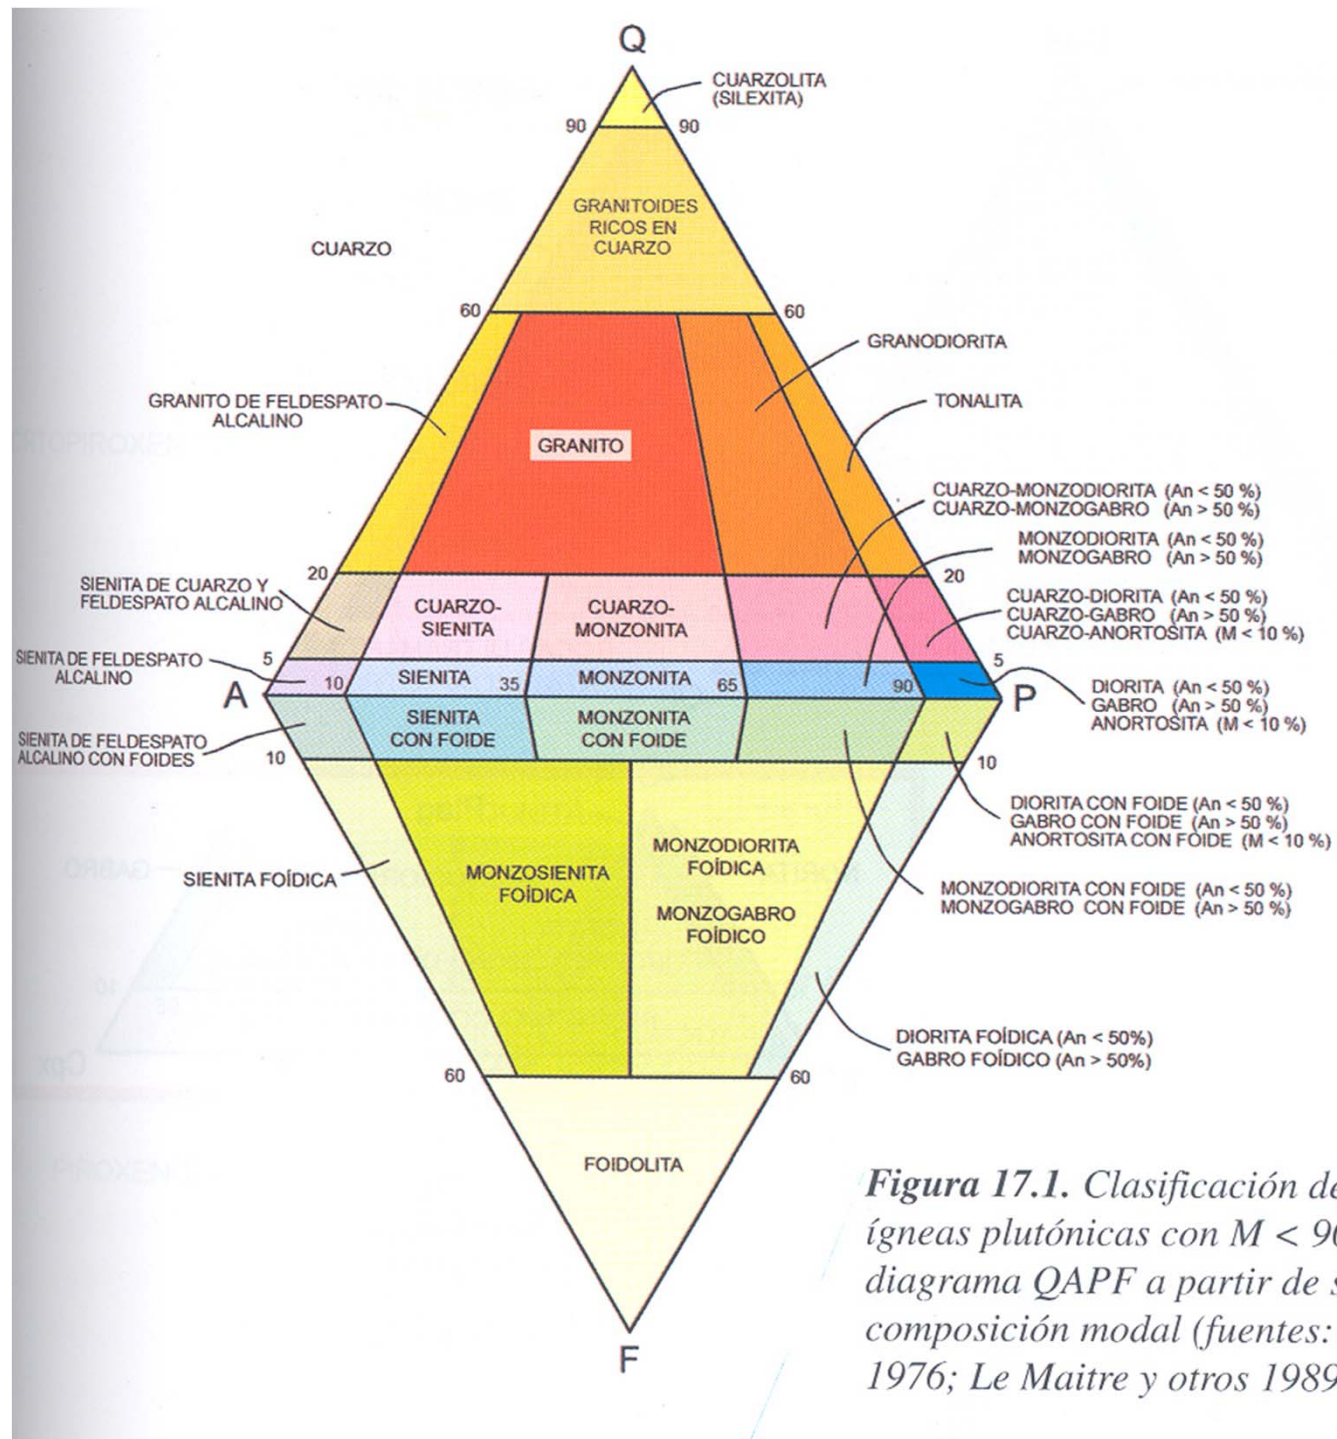 Q
CUARZOLITA
(SILEXITA)
90
90
GRANITOIDES
RICOS EN
CUARZO
CUARZO
60
60
GRANODIORITA
GRANITO DE FELDESPATO
ALCALINO
TONALITA
GRANITO
CUARZO-MONZODIORITA (An < 50 %)
CUARZO-MONZOGABRO (An > 50 %)
MONZODIORITA (An < 50 %)
MONZOGABRO (An > 50 %)
20
20
SIENITA DE CUARZO Y
FELDESPATO ALCALINO
CUARZO-
SIENITA
CUARZO-
MONZONITA
CUARZO-DIORITA (An < 50 %)
CUARZO-GABRO (An > 50 %)
CUARZO-ANORTOSITA (M < 10 %)
SIENITA DE FELDESPATO
ALCALINO
5
5
A
10
SIENITA
35
MONZONITA
65
90
P
DIORITA (An < 50 %)
GABRO (An > 50 %)
ANORTOSITA (M < 10 %)
SIENITA DE FELDESPATO
ALCALINO CON FOIDES
SIENITA
CON FOIDE
MONZONITA
CON FOIDE
10
10
DIORITA CON FOIDE (An < 50 %)
GABRO CON FOIDE (An > 50 %)
ANORTOSITA CON FOIDE (M < 10 %)
SIENITA FOÍDICA
MONZOSIENITA
FOÍDICA
MONZODIORITA
FOÍDICA
MONZOGABRO
FOÍDICO
MONZODIORITA CON FOIDE (An < 50 %)
MONZOGABRO CON FOIDE (An > 50 %)
DIORITA FOÍDICA (An < 50%)
GABRO FOÍDICO (An > 50%)
60
60
FOIDOLITA
F
Figura 17.1. Clasificación de
ígneas plutónicas con M < 90
diagrama QAPF a partir de s
composición modal (fuentes:
1976; Le Maitre y otros 1989